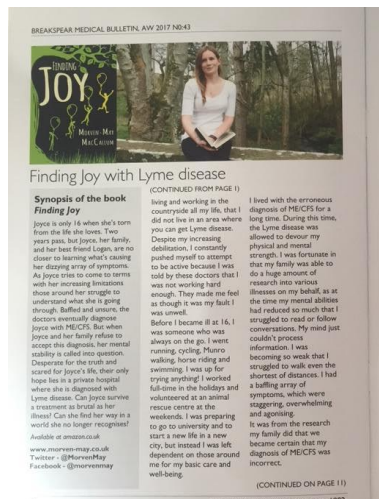 BREAKSPEAR MEDICAL BULLETIN, AW 2017 N0:43
FINDING
JOY
MORVEN-MAY
MACCALLUM
Finding Joy with Lyme disease
Synopsis of the book
Finding Joy
Joyce is only 16 when she's torn
from the life she loves. Two
years pass, but Joyce, her family,
and her best friend Logan, are no
closer to learning what's causing
her dizzying array of symptoms.
As Joyce tries to come to terms
with her increasing limitations
those around her struggle to
understand what she is going
through. Baffled and unsure, the
doctors eventually diagnose
Joyce with ME/CFS. But when
Joyce and her family refuse to
accept this diagnosis, her mental
stability is called into question.
Desperate for the truth and
scared for Joyce's life, their only
hope lies in a private hospital
where she is diagnosed with
Lyme disease. Can Joyce survive
a treatment as brutal as her
illness? Can she find her way in a
world she no longer recognises?
Available at amazon.co.uk
www.morven-may.co.uk
Twitter - @MorvenMay
Facebook - @morvenmay
(CONTINUED FROM PAGE 1)
living and working in the
countryside all my life, that I
did not live in an area where
you can get Lyme disease.
Despite my increasing
debilitation, I constantly
pushed myself to attempt
to be active because I was
told by these doctors that I
was not working hard
enough. They made me feel
as though it was my fault I
was unwell.
Before I became ill at 16, I
was someone who was
always on the go. I went
running, cycling, Munro
walking, horse riding and
swimming. I was up for
trying anything! I worked
full-time in the holidays and
volunteered at an animal
rescue centre at the
weekends. I was preparing
to go to university and to
start a new life in a new
city, but instead I was left
dependent on those around
me for my basic care and
well-being.
I lived with the erroneous
diagnosis of ME/CFS for a
long time. During this time,
the Lyme disease was
allowed to devour my
physical and mental
strength. I was fortunate in
that my family was able to
do a huge amount of
research into various
illnesses on my behalf, as at
the time my mental abilities
had reduced so much that I
struggled to read or follow
conversations. My mind just
couldn't process
information. I was
becoming so weak that I
struggled to walk even the
shortest of distances. I had
a baffling array of
symptoms, which were
staggering, overwhelming
and agonising.
It was from the research
my family did that we
became certain that my
diagnosis of ME/CFS was
incorrect.
(CONTINUED ON PAGE 11)